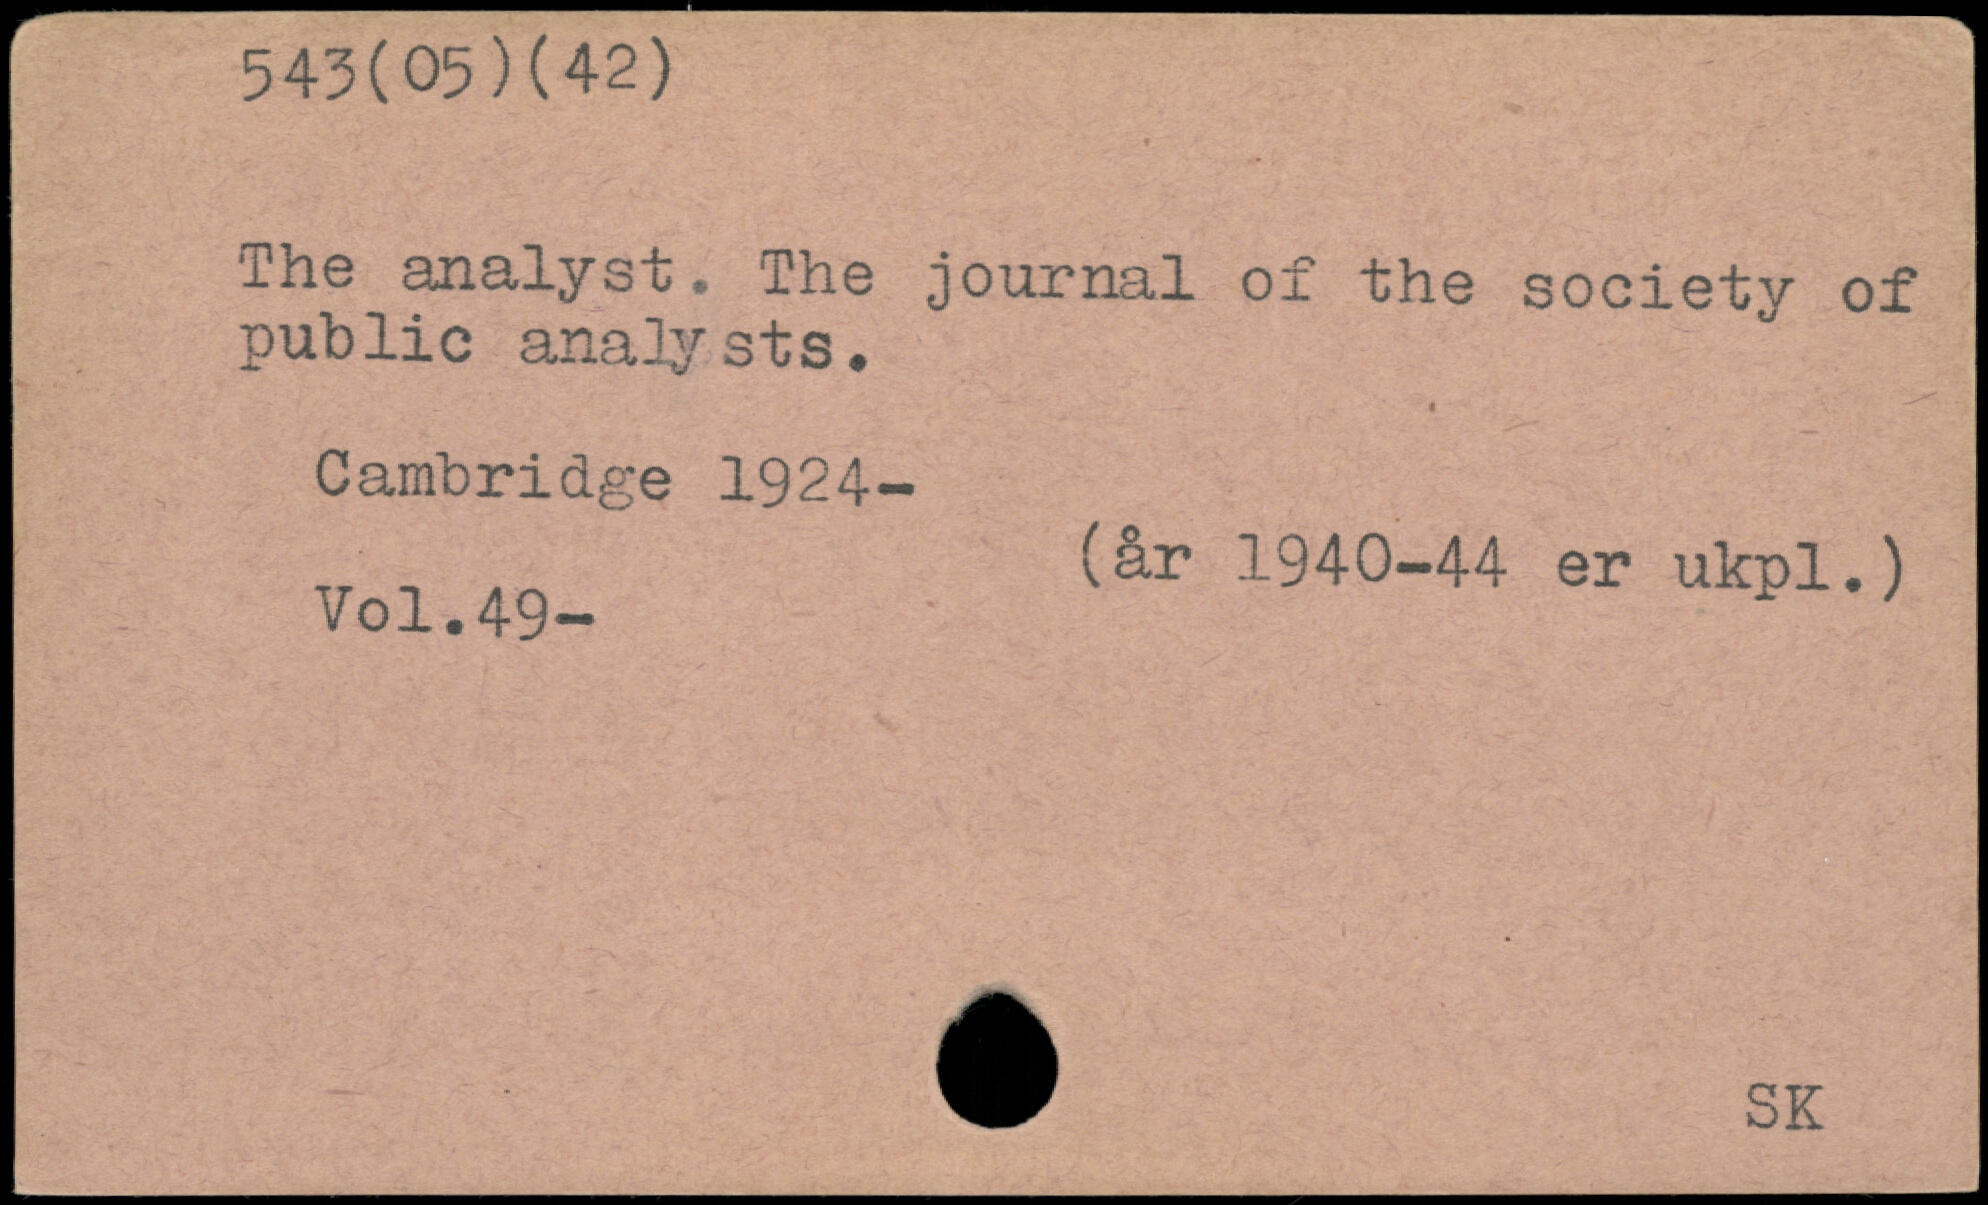 543(05)(42)
The analyst. The journal of the society of
public analysts.
Cambridge 1924-
(år 1940-44 er ukpl.)
Vol.49-
SK